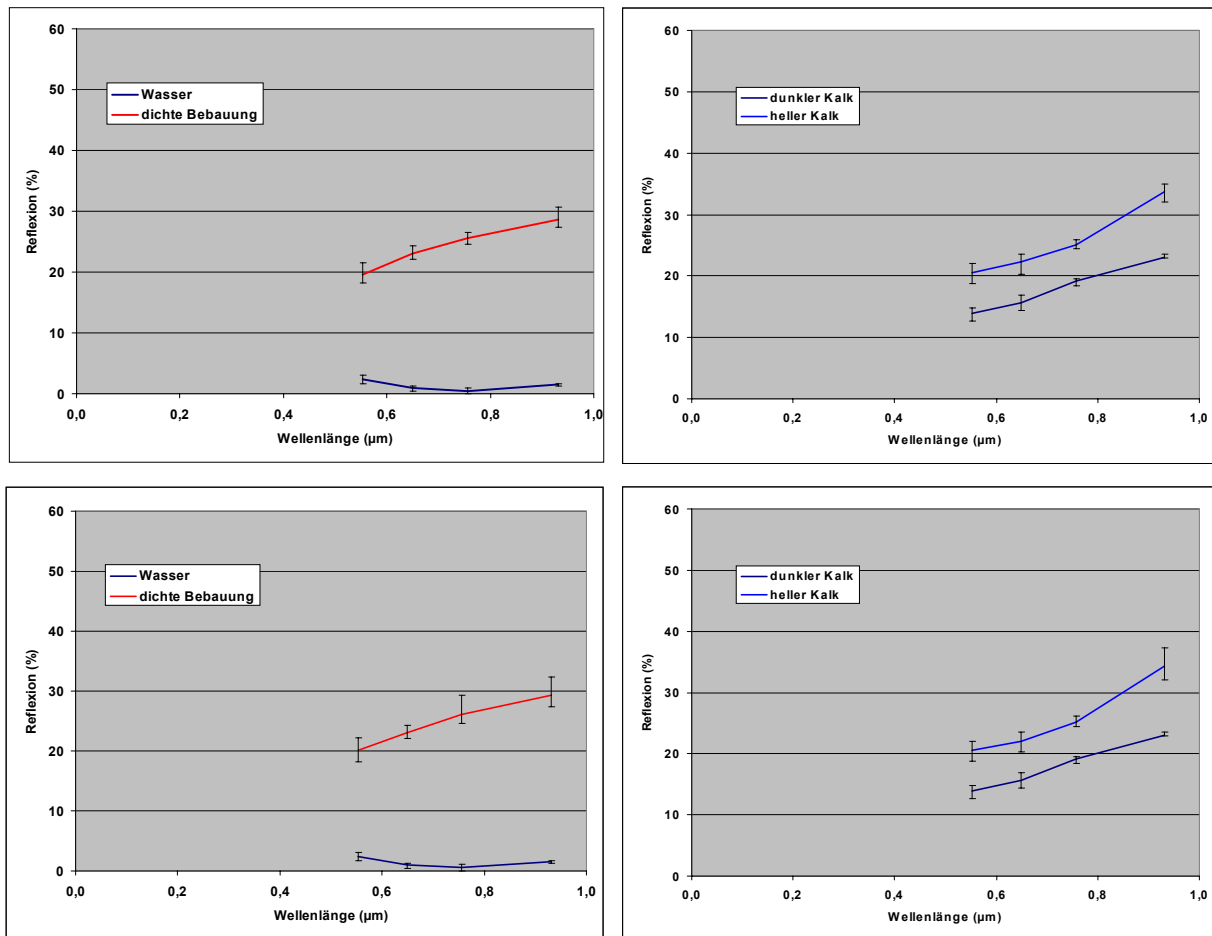 60
50
40
30
20
10
0
Reflexion (%)
Wasser
dichte Bebauung
0,0 0,2 0,4 0,6 0,8 1,0
Wellenlänge (µm)
60
50
40
30
20
10
0
Reflexion (%)
dunkler Kalk
heller Kalk
0,0 0,2 0,4 0,6 0,8 1,0
Wellenlänge (µm)
60
50
40
30
20
10
0
Reflexion (%)
Wasser
dichte Bebauung
0,0 0,2 0,4 0,6 0,8 1,0
Wellenlänge (µm)
60
50
40
30
20
10
0
Reflexion (%)
dunkler Kalk
heller Kalk
0,0 0,2 0,4 0,6 0,8 1,0
Wellenlänge (µm)